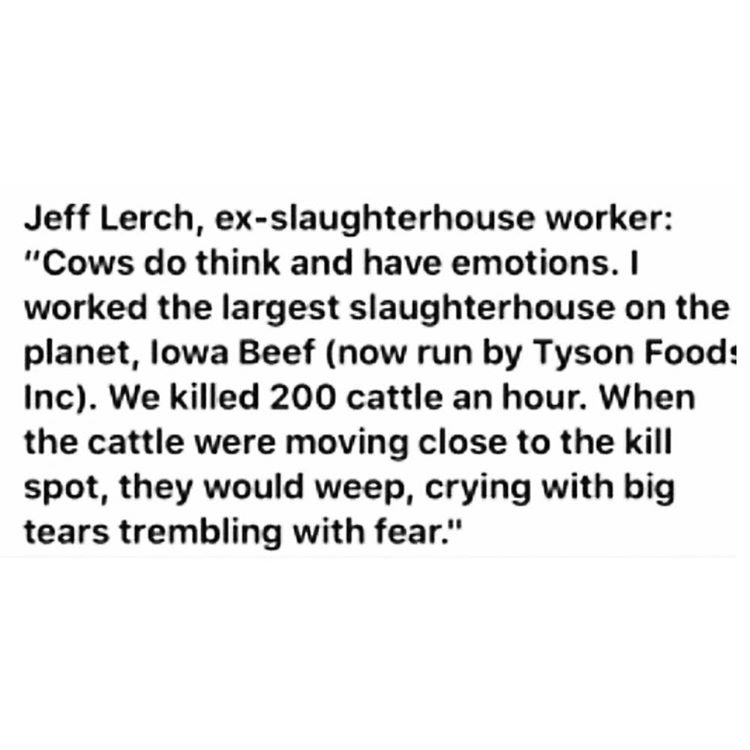 Jeff Lerch, ex-slaughterhouse worker:
"Cows do think and have emotions. I
worked the largest slaughterhouse on the
planet, Iowa Beef (now run by Tyson Foods
Inc). We killed 200 cattle an hour. When
the cattle were moving close to the kill
spot, they would weep, crying with big
tears trembling with fear."